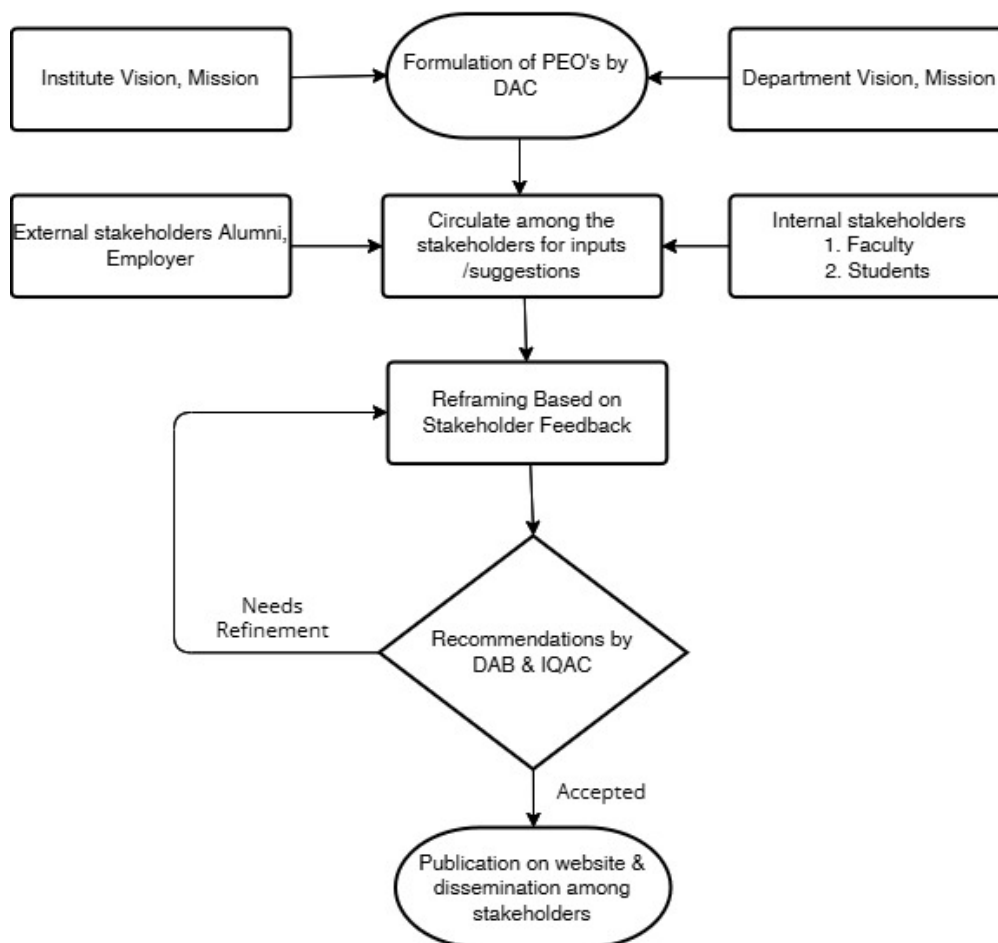 Institute Vision, Mission
Formulation of PEO's by
DAC
Department Vision, Mission
External stakeholders Alumni,
Employer
Circulate among the
stakeholders for inputs
/suggestions
Internal stakeholders
1. Faculty
2. Students
Reframing Based on
Stakeholder Feedback
Needs
Refinement
Recommendations by
DAB & IQAC
Accepted
Publication on website &
dissemination among
stakeholders